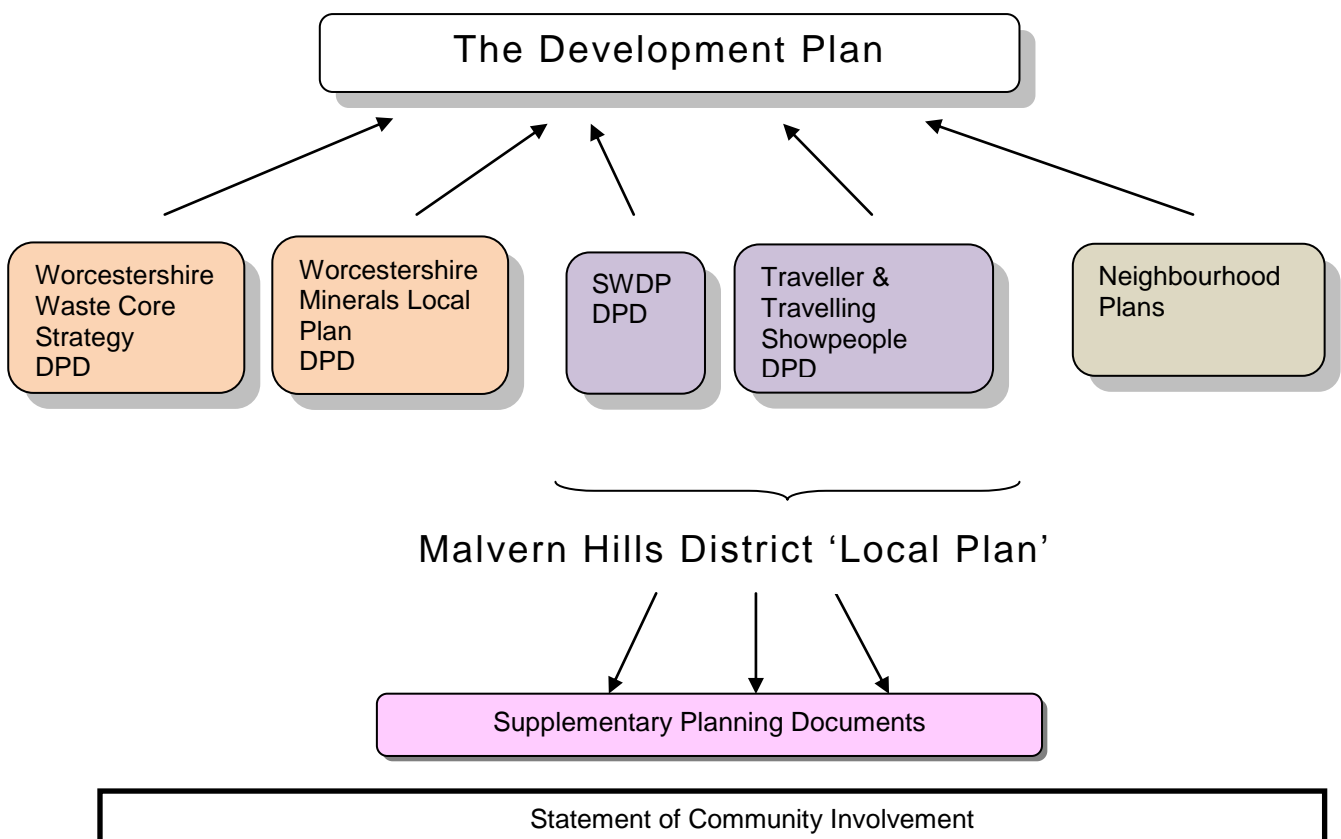 The Development Plan
Worcestershire
Waste Core
Strategy
DPD
Worcestershire
Minerals Local
Plan
DPD
SWDP
DPD
Traveller &
Travelling
Showpeople
DPD
Neighbourhood
Plans
Malvern Hills District ‘Local Plan’
Supplementary Planning Documents
Statement of Community Involvement